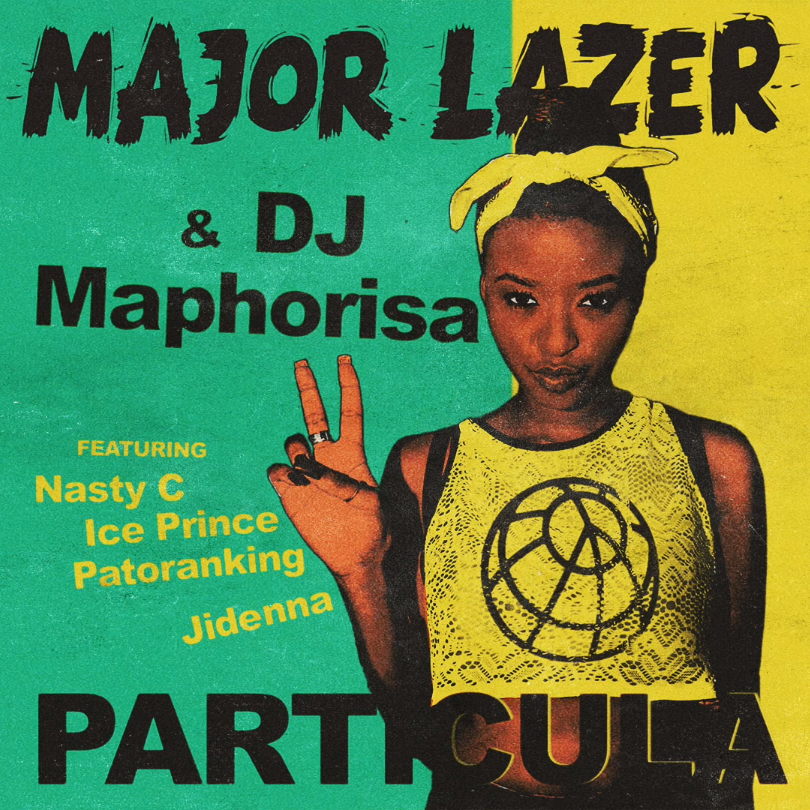 MAJOR LAZER
& DJ
Maphorisa
FEATURING
Nasty C
Ice Prince
Patoranking
Jidenna
PARTICULA